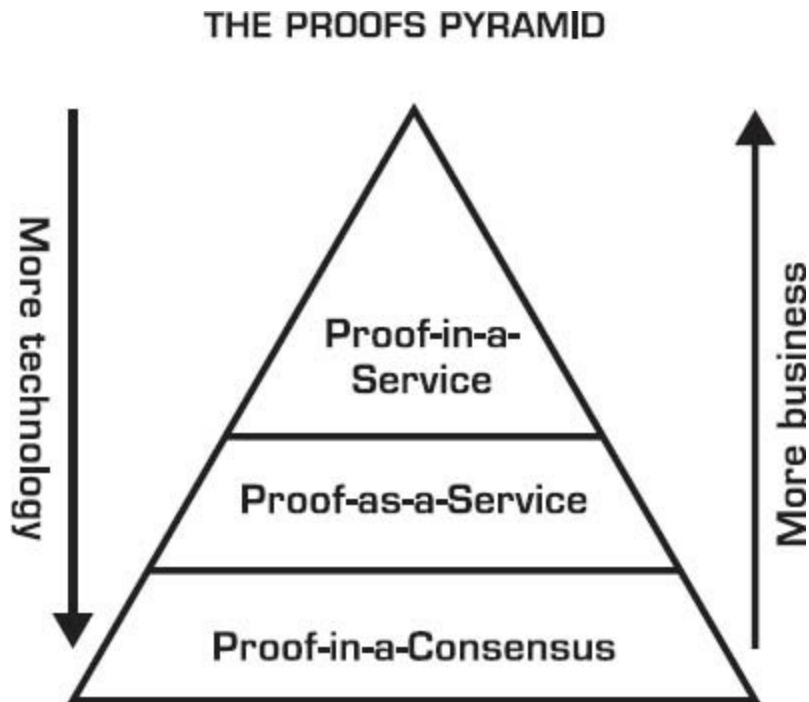 THE PROOFS PYRAMID
More technology
Proof-in-a-
Service
Proof-as-a-Service
Proof-in-a-Consensus
More business